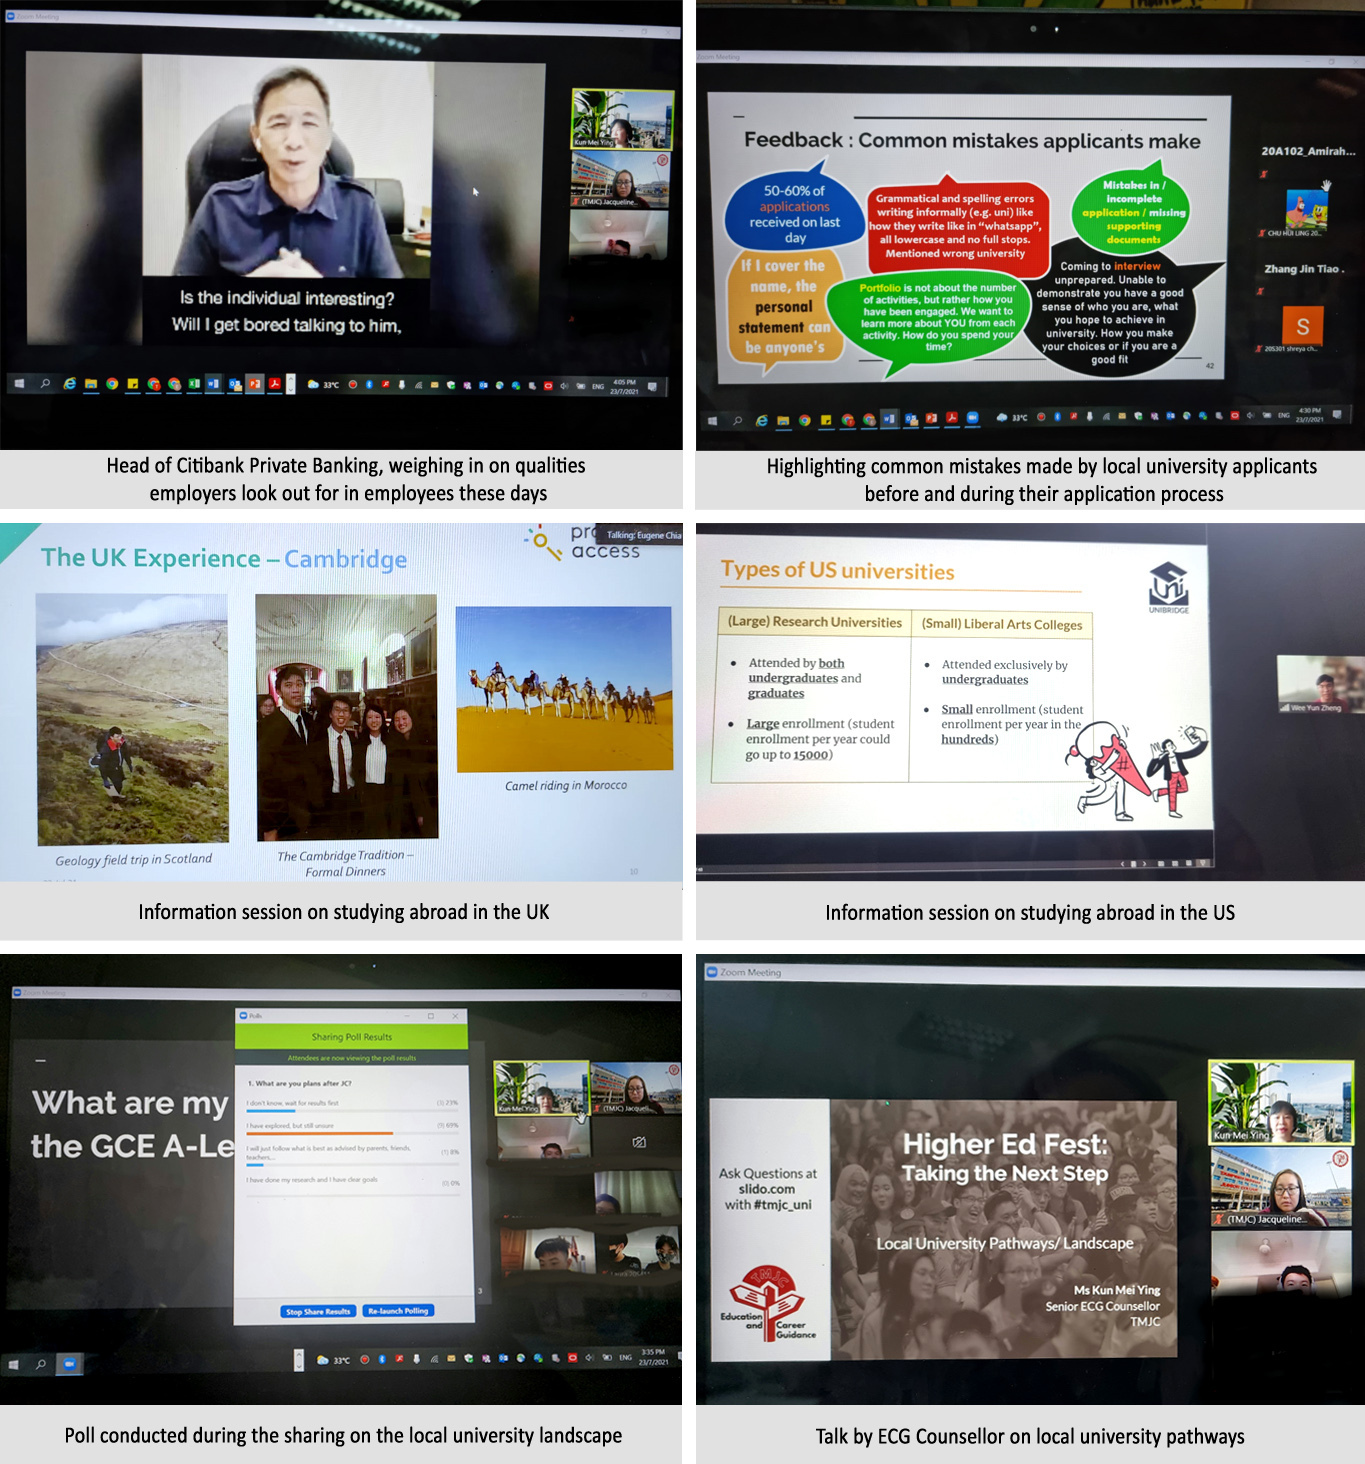 Zoom Meeting
Kun Mei Ying
(TMJC) Jacqueline...
Is the individual interesting?
Will I get bored talking to him,
33°C
ENG
4:05 PM
23/7/2021
Head of Citibank Private Banking, weighing in on qualities
employers look out for in employees these days
Zoom Meeting
Feedback : Common mistakes applicants make
50-60% of
applications
received on last
day
Grammatical and spelling errors
writing informally (e.g. uni) like
how they write like in “whatsapp”,
all lowercase and no full stops.
Mentioned wrong university
Mistakes in /
incomplete
application / missing
supporting
documents
If I cover the
name, the
personal
statement can
be anyone's
Portfolio is not about the number
of activities, but rather how you
have been engaged. We want to
learn more about YOU from each
activity. How do you spend your
time?
Coming to interview
unprepared. Unable to
demonstrate you have a good
sense of who you are, what
you hope to achieve in
university. How you make
your choices or if you are a
good fit
42
20A102_Amirah...
CHU HUI LING 20...
Zhang Jin Tiao .
S
20S301 shreya ch...
33°C
ENG
4:30 PM
23/7/2021
Highlighting common mistakes made by local university applicants
before and during their application process
The UK Experience – Cambridge
access
Talking: Eugene Chia
Geology field trip in Scotland
The Cambridge Tradition –
Formal Dinners
Camel riding in Morocco
10
Information session on studying abroad in the UK
Types of US universities
UNIBRIDGE
(Large) Research Universities
(Small) Liberal Arts Colleges
• Attended by both
undergraduates and
graduates
• Large enrollment (student
enrollment per year could
go up to 15000)
• Attended exclusively by
undergraduates
• Small enrollment (student
enrollment per year in the
hundreds)
Wee Yun Zheng
Information session on studying abroad in the US
Zoom Meeting
What are my
the GCE A-Le
Polls
Sharing Poll Results
Attendees are now viewing the poll results
1. What are you plans after JC?
I don't know, wait for results first
(3) 23%
I have explored, but still unsure
(9) 69%
I will just follow what is best as advised by parents, friends,
teachers....
(1) 8%
I have done my research and I have clear goals
(0) 0%
Stop Share Results
Re-launch Polling
3
Kun Mei Ying
(TMJC) Jacqueli...
33°C
ENG
3:35 PM
23/7/2021
Poll conducted during the sharing on the local university landscape
Zoom Meeting
Ask Questions at
slido.com
with #tmjc_uni
TMJC
Education
and Career
Guidance
Higher Ed Fest:
Taking the Next Step
Local University Pathways/ Landscape
Ms Kun Mei Ying
Senior ECG Counsellor
TMJC
Kun Mei Ying
(TMJC) Jacqueline...
Talk by ECG Counsellor on local university pathways